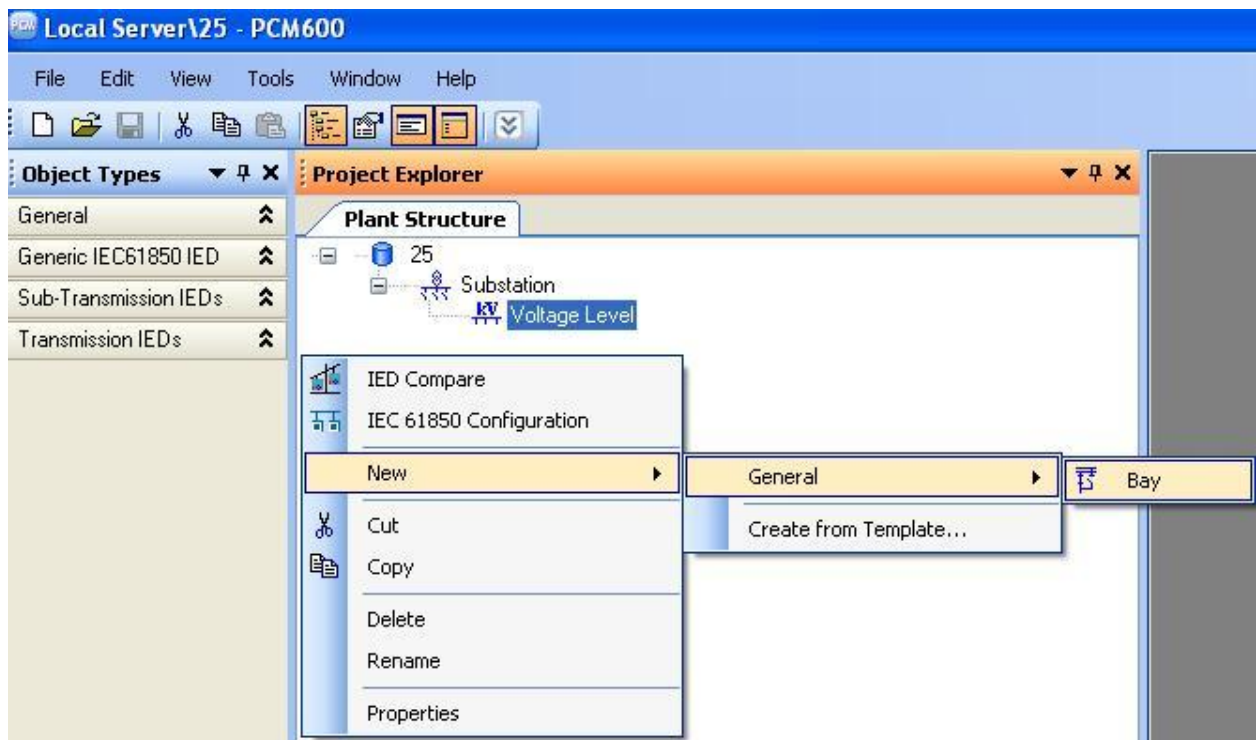 Local Server\25 - PCM600
File Edit View Tools Window Help
Object Types
Project Explorer
General
Plant Structure
Generic IEC61850 IED
25
Sub-Transmission IEDs
Substation
kV Voltage Level
Transmission IEDs
IED Compare
IEC 61850 Configuration
New
General
Bay
Cut
Create from Template...
Copy
Delete
Rename
Properties